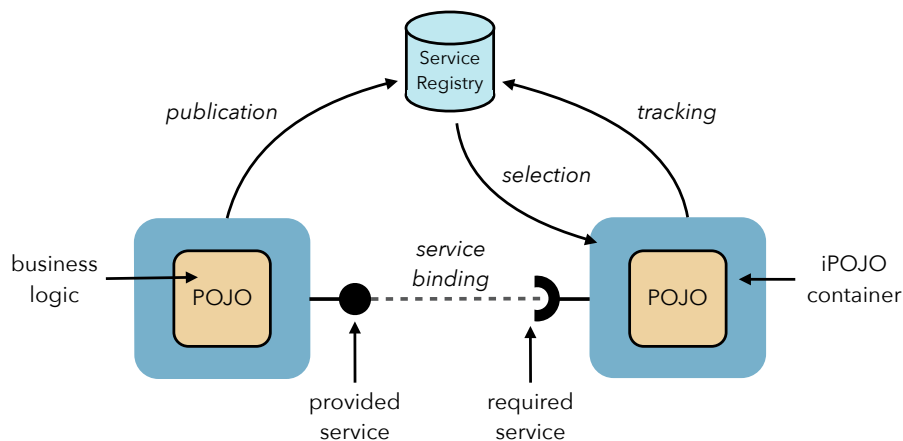 Service
Registry
publication
tracking
selection
business
logic
POJO
service
binding
POJO
iPOJO
container
provided
service
required
service